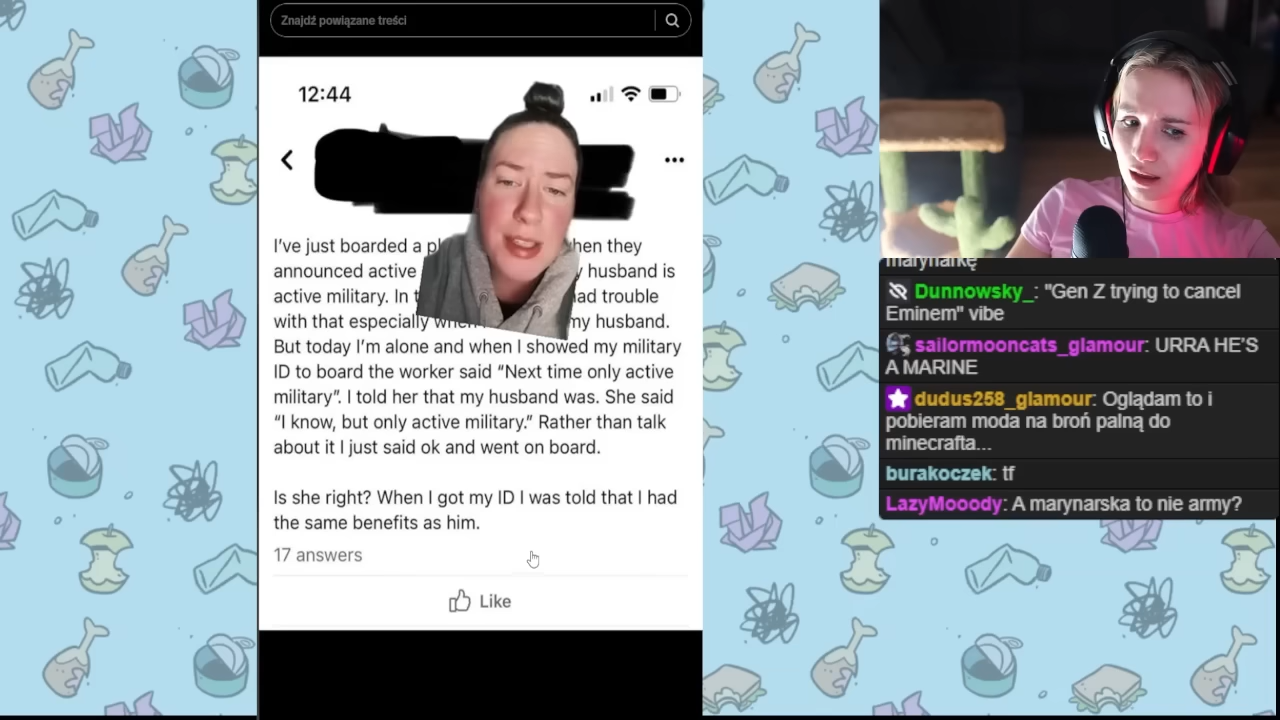 Znajdź powiązane treści
12:44
I've just boarded a
hen they
announced active
husband is
active military. In
had trouble
with that especially
my husband.
But today I'm alone and when I showed my military
ID to board the worker said “Next time only active
military”. I told her that my husband was. She said
“I know, but only active military.” Rather than talk
about it I just said ok and went on board.
Is she right? When I got my ID I was told that I had
the same benefits as him.
17 answers
Like
marynarkę
Dunnowsky_: "Gen Z trying to cancel
Eminem" vibe
sailormooncats_glamour: URRA HE'S
A MARINE
dudus258_glamour: Oglądam to i
pobieram moda na broń palną do
minecrafta...
burakoczek: tf
LazyMooody: A marynarska to nie army?